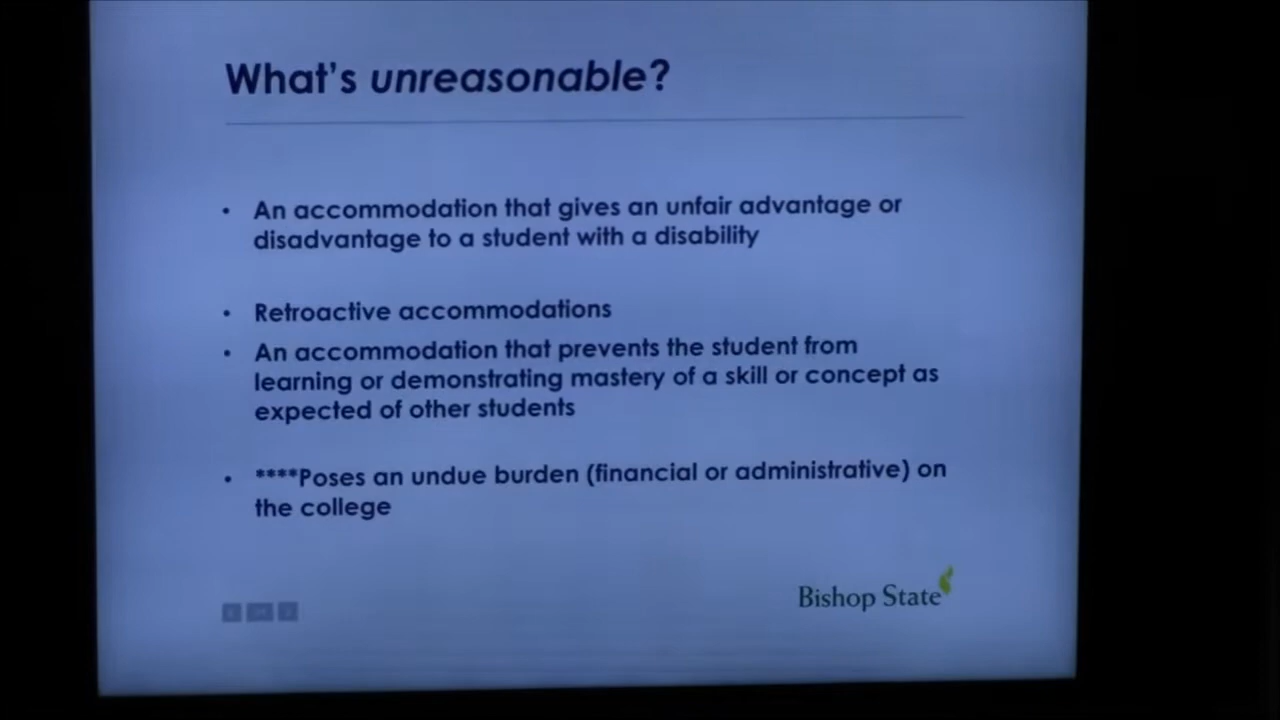 What's unreasonable?
• An accommodation that gives an unfair advantage or
disadvantage to a student with a disability
• Retroactive accommodations
• An accommodation that prevents the student from
learning or demonstrating mastery of a skill or concept as
expected of other students
• ****Poses an undue burden (financial or administrative) on
the college
Bishop State